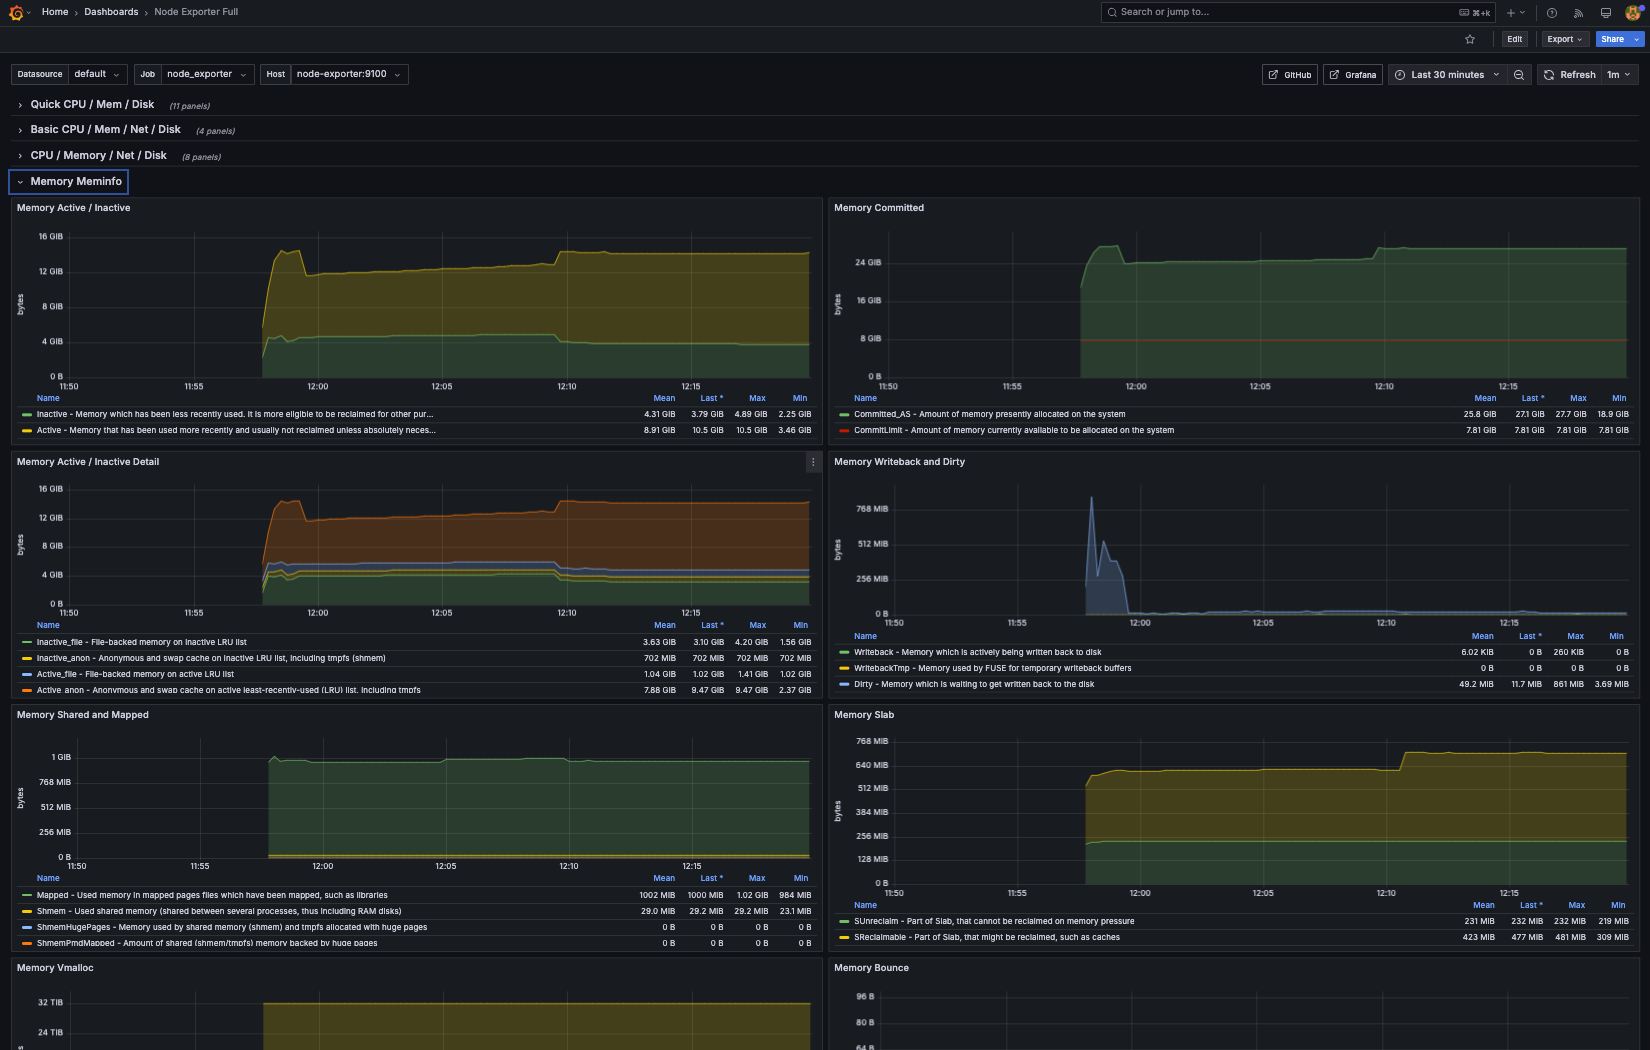 Home › Dashboards › Node Exporter Full
Search or jump to... ⌘+k
Edit Export Share
Datasource default Job node_exporter Host node-exporter:9100 GitHub Grafana Last 30 minutes Refresh 1m
Quick CPU / Mem / Disk (11 panels)
Basic CPU / Mem / Net / Disk (4 panels)
CPU / Memory / Net / Disk (8 panels)
Memory Meminfo
Memory Active / Inactive
bytes
16 GiB
12 GiB
8 GiB
4 GiB
0 B
11:50 11:55 12:00 12:05 12:10 12:15
Name Mean Last * Max Min
Inactive - Memory which has been less recently used. It is more eligible to be reclaimed for other pur... 4.31 GiB 3.79 GiB 4.89 GiB 2.25 GiB
Active - Memory that has been used more recently and usually not reclaimed unless absolutely neces... 8.91 GiB 10.5 GiB 10.5 GiB 3.46 GiB
Memory Committed
bytes
24 GiB
16 GiB
8 GiB
0 B
11:50 11:55 12:00 12:05 12:10 12:15
Name Mean Last * Max Min
Committed_AS - Amount of memory presently allocated on the system 25.8 GiB 27.1 GiB 27.7 GiB 18.9 GiB
CommitLimit - Amount of memory currently available to be allocated on the system 7.81 GiB 7.81 GiB 7.81 GiB 7.81 GiB
Memory Active / Inactive Detail
bytes
16 GiB
12 GiB
8 GiB
4 GiB
0 B
11:50 11:55 12:00 12:05 12:10 12:15
Name Mean Last * Max Min
Inactive_file - File-backed memory on inactive LRU list 3.63 GiB 3.10 GiB 4.20 GiB 1.56 GiB
Inactive_anon - Anonymous and swap cache on inactive LRU list, including tmpfs (shmem) 702 MiB 702 MiB 702 MiB 702 MiB
Active_file - File-backed memory on active LRU list 1.04 GiB 1.02 GiB 1.41 GiB 1.02 GiB
Active_anon - Anonymous and swap cache on active least-recently-used (LRU) list, including tmpfs 7.88 GiB 9.47 GiB 9.47 GiB 2.37 GiB
Memory Writeback and Dirty
bytes
768 MiB
512 MiB
256 MiB
0 B
11:50 11:55 12:00 12:05 12:10 12:15
Name Mean Last * Max Min
Writeback - Memory which is actively being written back to disk 6.02 KiB 0 B 260 KiB 0 B
WritebackTmp - Memory used by FUSE for temporary writeback buffers 0 B 0 B 0 B 0 B
Dirty - Memory which is waiting to get written back to the disk 49.2 MiB 11.7 MiB 861 MiB 3.69 MiB
Memory Shared and Mapped
bytes
1 GiB
768 MiB
512 MiB
256 MiB
0 B
11:50 11:55 12:00 12:05 12:10 12:15
Name Mean Last * Max Min
Mapped - Used memory in mapped pages files which have been mapped, such as libraries 1002 MiB 1000 MiB 1.02 GiB 984 MiB
Shmem - Used shared memory (shared between several processes, thus including RAM disks) 29.0 MiB 29.2 MiB 29.2 MiB 23.1 MiB
ShmemHugePages - Memory used by shared memory (shmem) and tmpfs allocated with huge pages 0 B 0 B 0 B 0 B
ShmemPmdMapped - Amount of shared (shmem/tmpfs) memory backed by huge pages 0 B 0 B 0 B 0 B
Memory Slab
bytes
768 MiB
640 MiB
512 MiB
384 MiB
256 MiB
128 MiB
0 B
11:50 11:55 12:00 12:05 12:10 12:15
Name Mean Last * Max Min
SUnreclaim - Part of Slab, that cannot be reclaimed on memory pressure 231 MiB 232 MiB 232 MiB 219 MiB
SReclaimable - Part of Slab, that might be reclaimed, such as caches 423 MiB 477 MiB 481 MiB 309 MiB
Memory Vmalloc
32 TiB
24 TiB
Memory Bounce
96 B
80 B
64 B